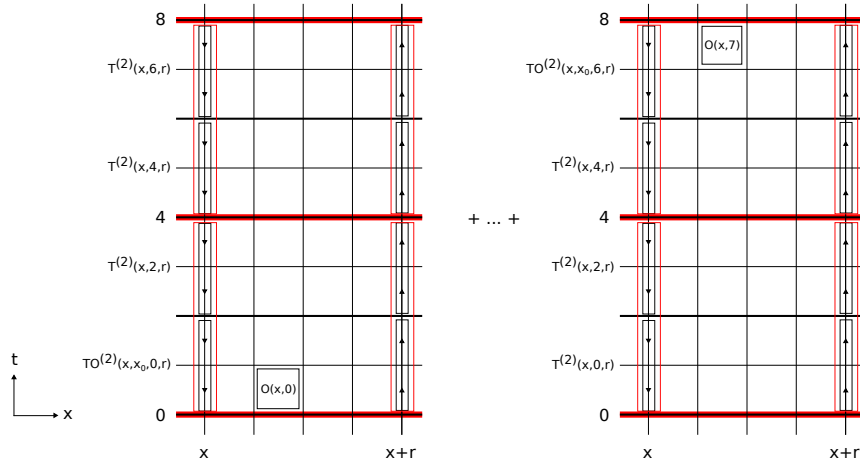 8
T(2)(x,6,r)
T(2)(x,4,r)
4
T(2)(x,2,r)
TO(2)(x,x₀,0,r)
O(x,0)
0
t
x
x
x+r
+ ... +
8
O(x,7)
TO(2)(x,x₀,6,r)
T(2)(x,4,r)
4
T(2)(x,2,r)
T(2)(x,0,r)
0
x
x+r